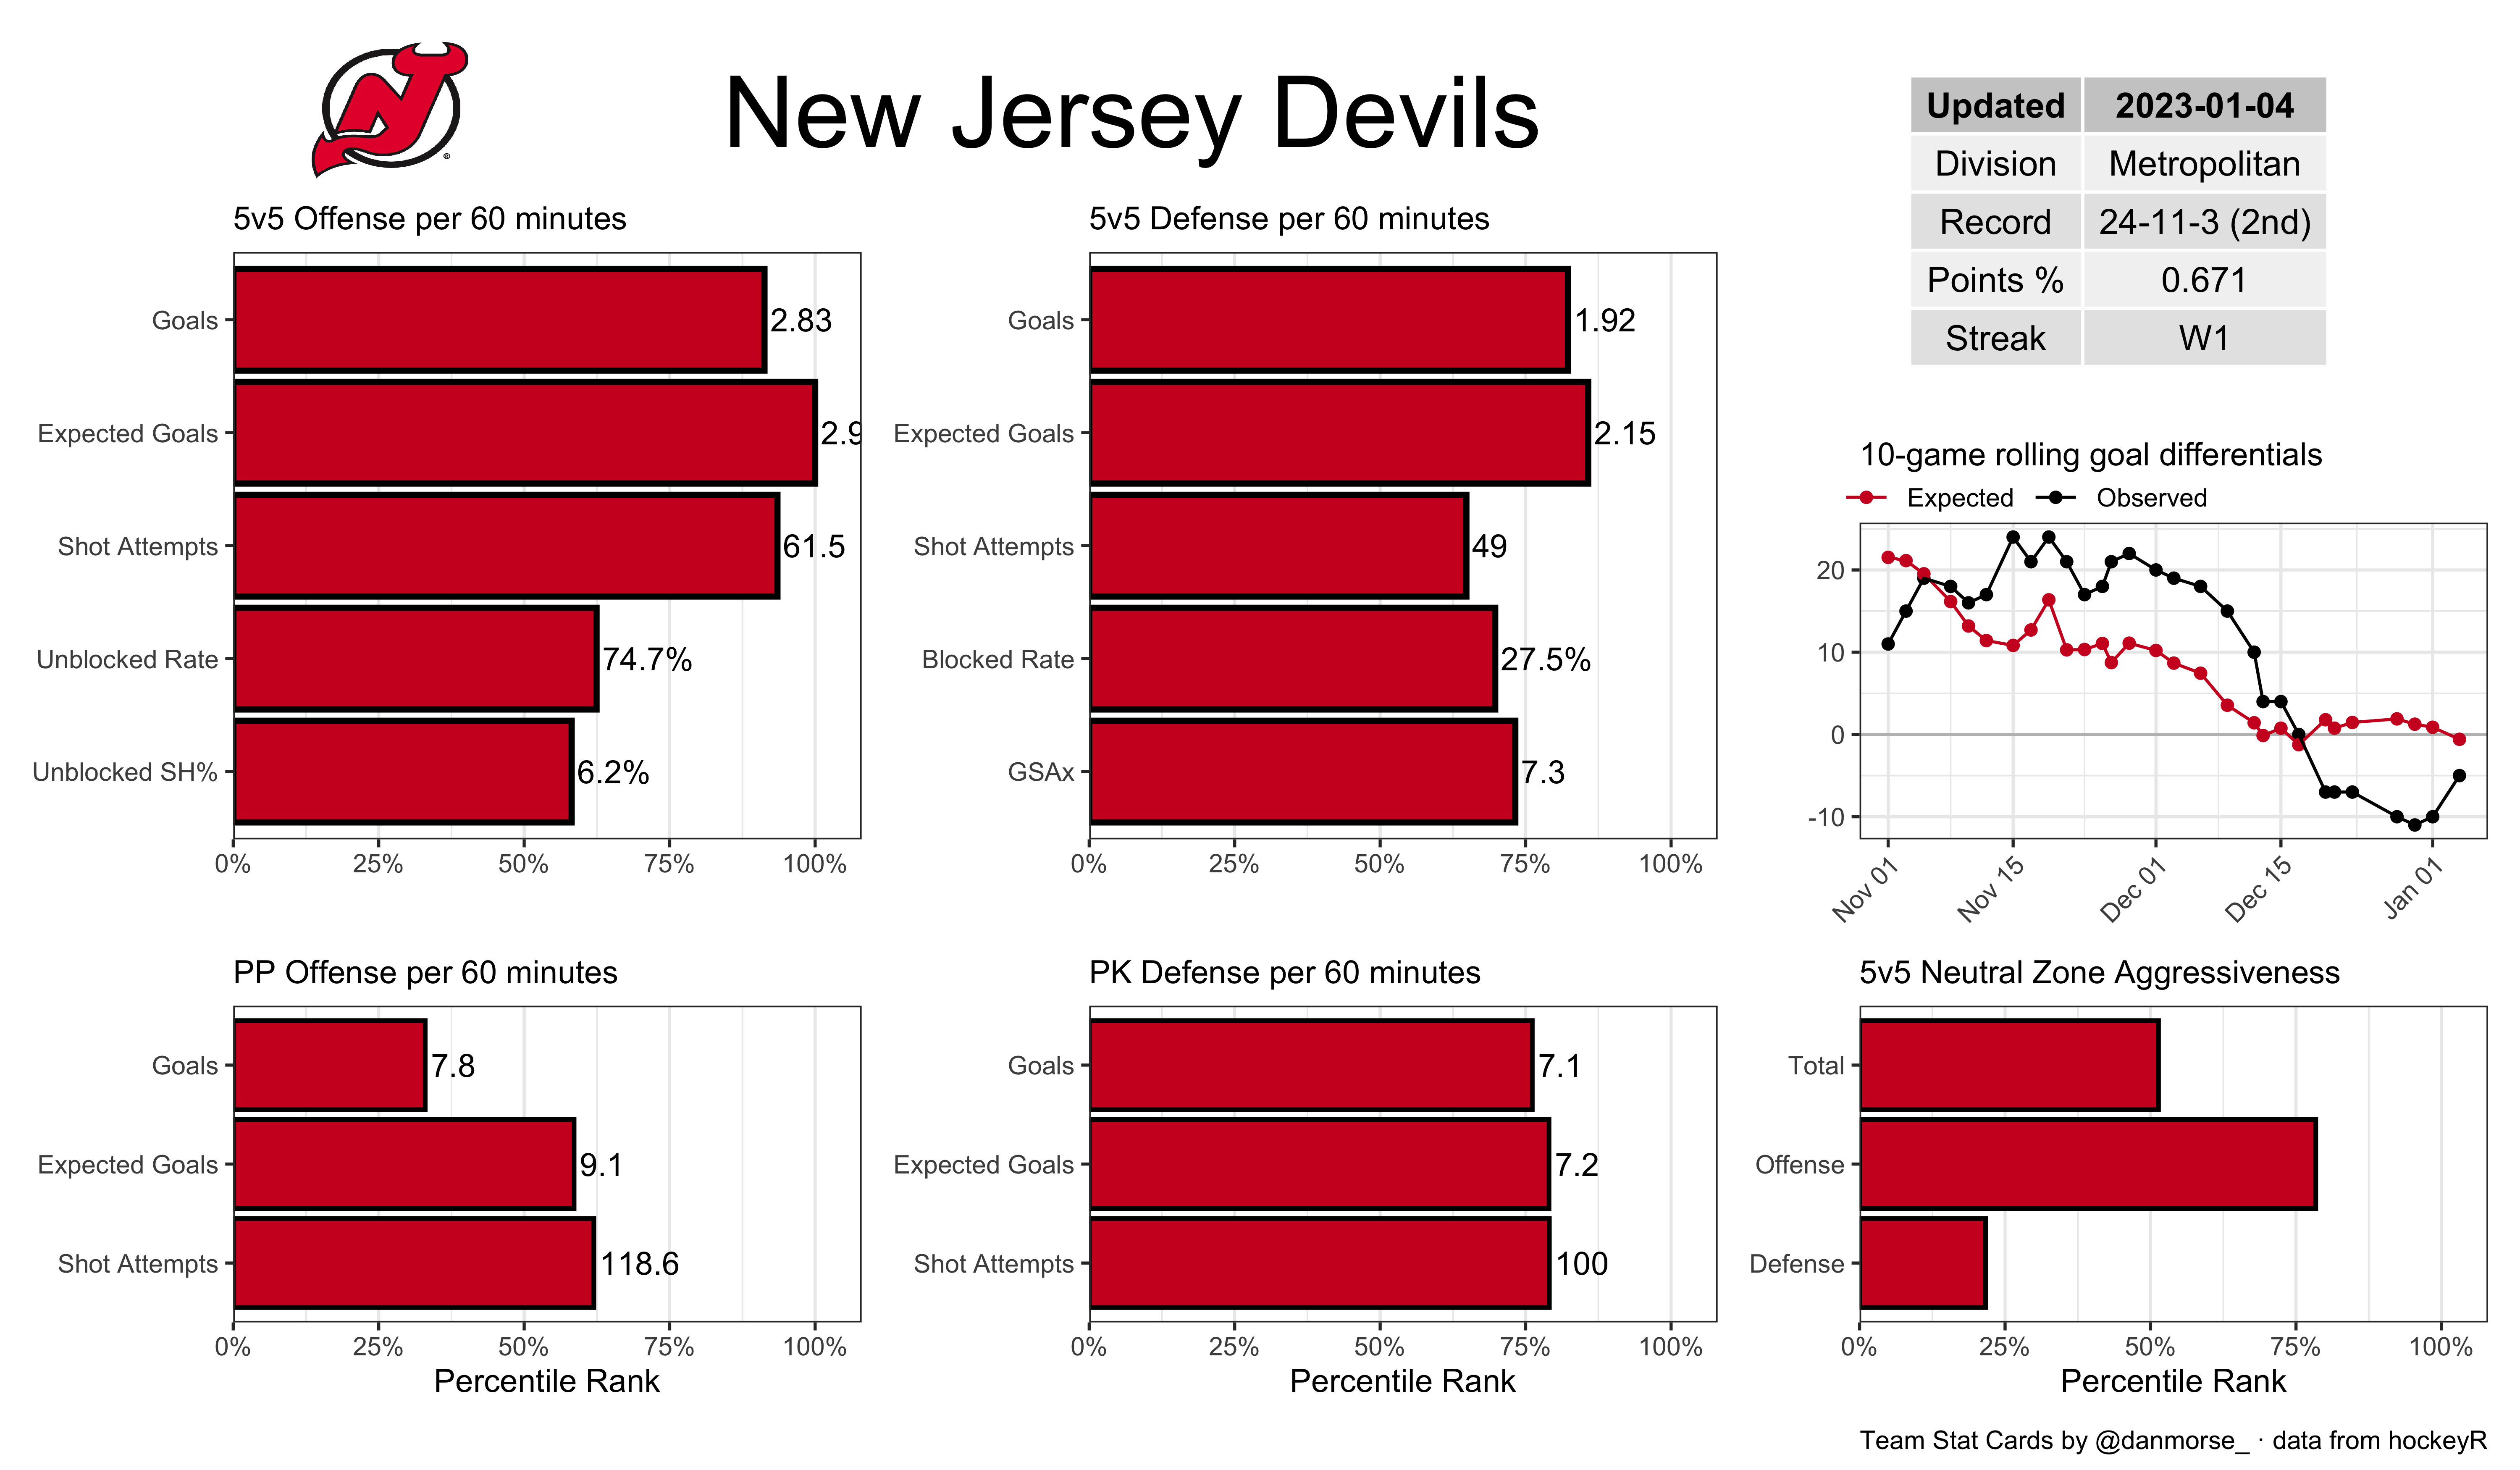 New Jersey Devils
Updated 2023-01-04
Division Metropolitan
Record 24-11-3 (2nd)
Points % 0.671
Streak W1
5v5 Offense per 60 minutes
Goals 2.83
Expected Goals 2.9
Shot Attempts 61.5
Unblocked Rate 74.7%
Unblocked SH% 6.2%
0% 25% 50% 75% 100%
5v5 Defense per 60 minutes
Goals 1.92
Expected Goals 2.15
Shot Attempts 49
Blocked Rate 27.5%
GSAx 7.3
0% 25% 50% 75% 100%
10-game rolling goal differentials
Expected Observed
20
10
0
-10
Nov 01 Nov 15 Dec 01 Dec 15 Jan 01
PP Offense per 60 minutes
Goals 7.8
Expected Goals 9.1
Shot Attempts 118.6
0% 25% 50% 75% 100%
Percentile Rank
PK Defense per 60 minutes
Goals 7.1
Expected Goals 7.2
Shot Attempts 100
0% 25% 50% 75% 100%
Percentile Rank
5v5 Neutral Zone Aggressiveness
Total
Offense
Defense
0% 25% 50% 75% 100%
Percentile Rank
Team Stat Cards by @danmorse_ · data from hockeyR